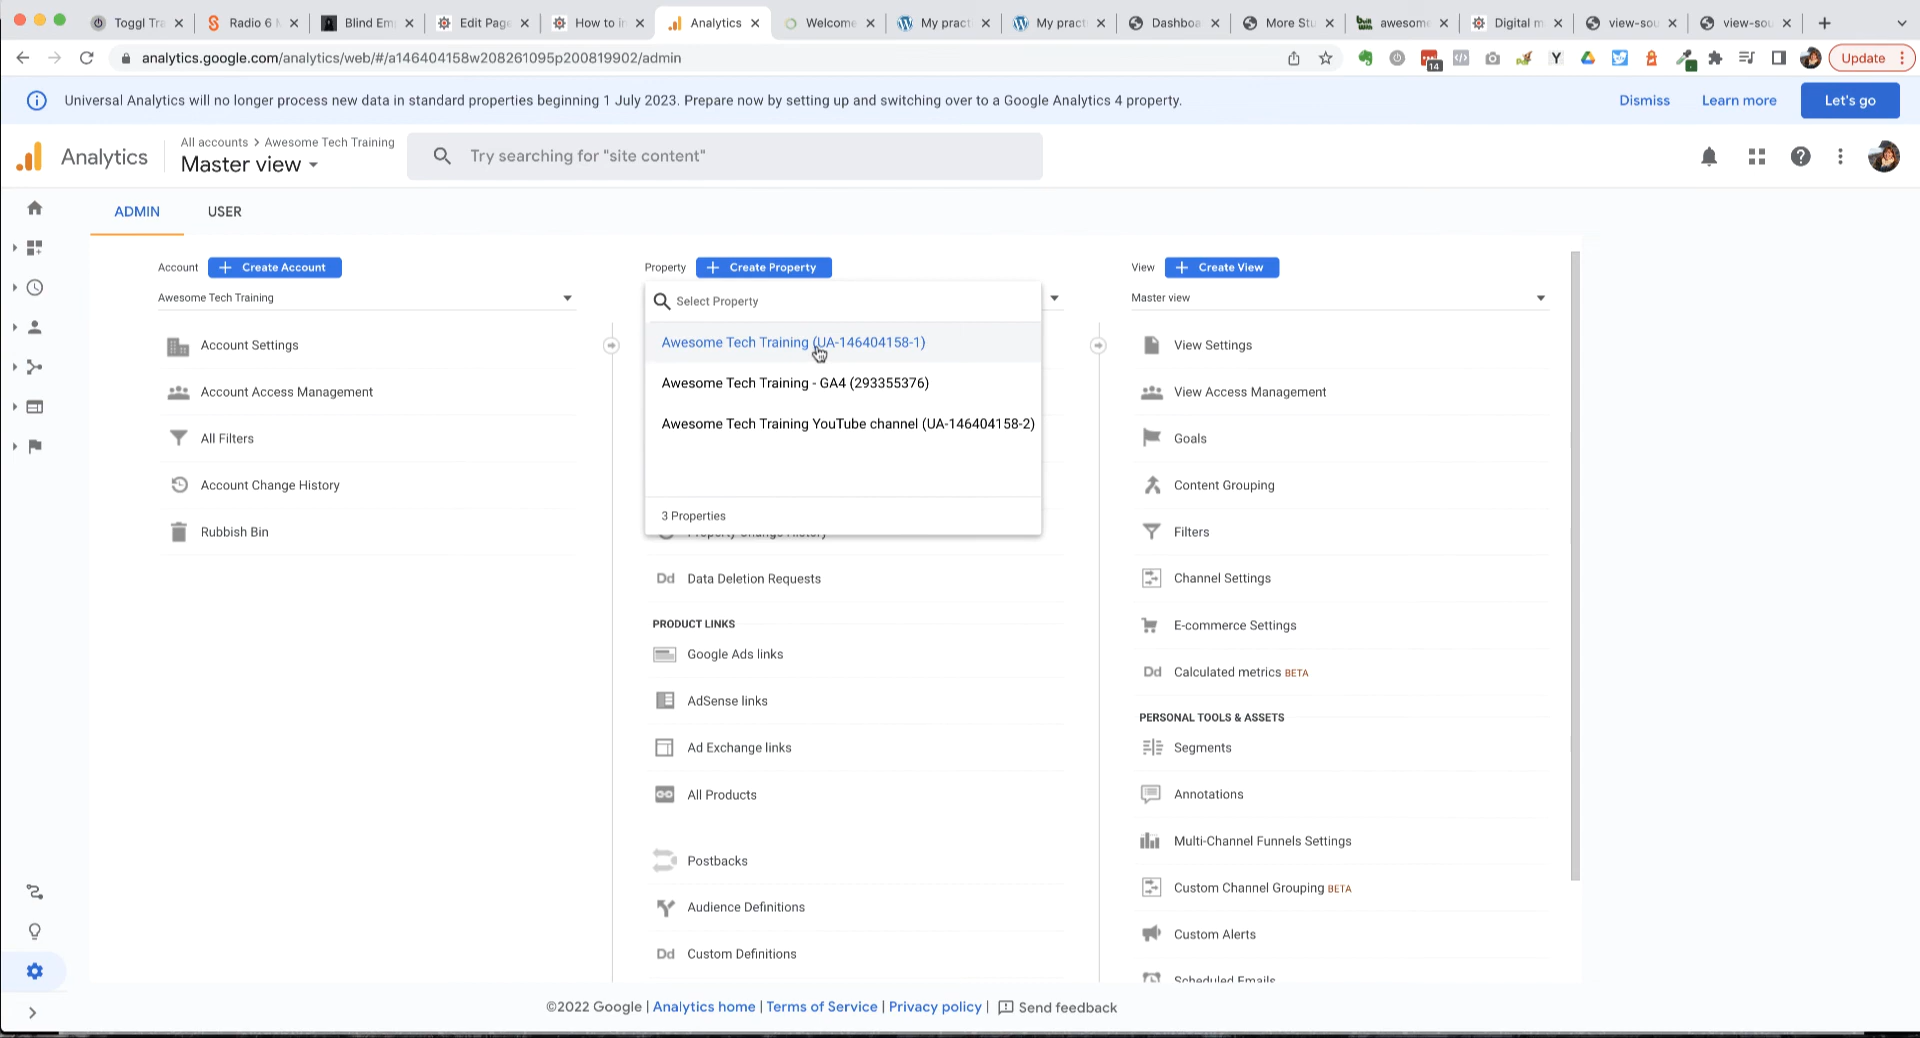 Toggl Tra
Radio 6 M
Blind Em
Edit Page
How to in
Analytics
Welcome
My pract
My pract
Dashboa
More Stu
awesome
Digital m
view-sou
view-sou
analytics.google.com/analytics/web/#/a146404158w208261095p200819902/admin
14
Y
Update
Universal Analytics will no longer process new data in standard properties beginning 1 July 2023. Prepare now by setting up and switching over to a Google Analytics 4 property.
Dismiss
Learn more
Let's go
Analytics
All accounts > Awesome Tech Training
Master view
Try searching for "site content"
ADMIN
USER
Account
+ Create Account
Awesome Tech Training
Account Settings
Account Access Management
All Filters
Account Change History
Rubbish Bin
Property
+ Create Property
Select Property
Awesome Tech Training (UA-146404158-1)
Awesome Tech Training - GA4 (293355376)
Awesome Tech Training YouTube channel (UA-146404158-2)
3 Properties
Property Change History
Dd Data Deletion Requests
PRODUCT LINKS
Google Ads links
AdSense links
Ad Exchange links
All Products
Postbacks
Audience Definitions
Dd Custom Definitions
View
+ Create View
Master view
View Settings
View Access Management
Goals
Content Grouping
Filters
Channel Settings
E-commerce Settings
Dd Calculated metrics BETA
PERSONAL TOOLS & ASSETS
Segments
Annotations
Multi-Channel Funnels Settings
Custom Channel Grouping BETA
Custom Alerts
Scheduled Emails
©2022 Google | Analytics home | Terms of Service | Privacy policy | Send feedback